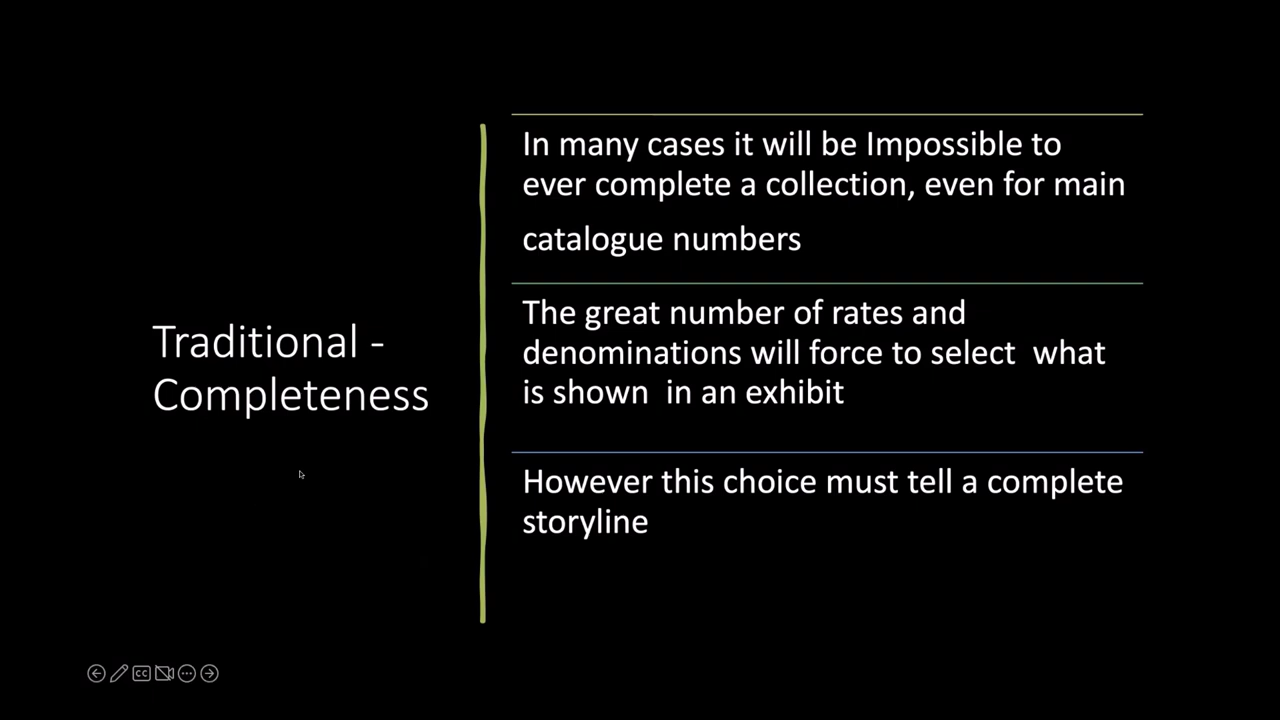 Traditional -
Completeness
In many cases it will be Impossible to
ever complete a collection, even for main
catalogue numbers
The great number of rates and
denominations will force to select  what
is shown  in an exhibit
However this choice must tell a complete
storyline
CC